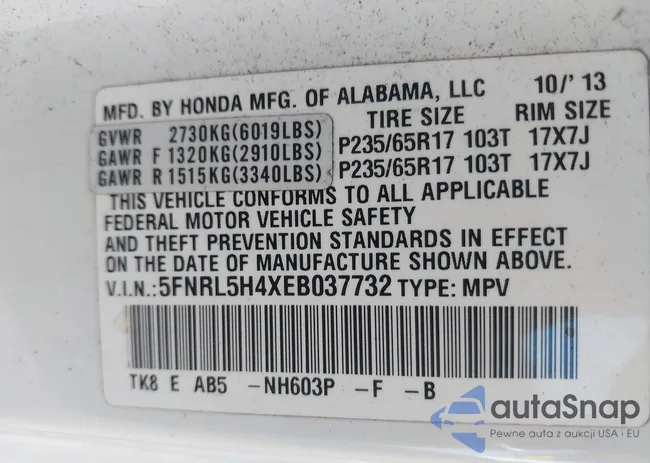 MFD. BY HONDA MFG. OF ALABAMA, LLC 10/' 13
TIRE SIZE RIM SIZE
GVWR 2730KG(6019LBS)
GAWR F 1320KG(2910LBS) P235/65R17 103T 17X7J
GAWR R 1515KG(3340LBS) P235/65R17 103T 17X7J
THIS VEHICLE CONFORMS TO ALL APPLICABLE
FEDERAL MOTOR VEHICLE SAFETY
AND THEFT PREVENTION STANDARDS IN EFFECT
ON THE DATE OF MANUFACTURE SHOWN ABOVE.
V.I.N.:5FNRL5H4XEB037732 TYPE: MPV
TK8 E AB5 -NH603P -F -B
autaSnap
Pewne auta z aukcji USA i EU